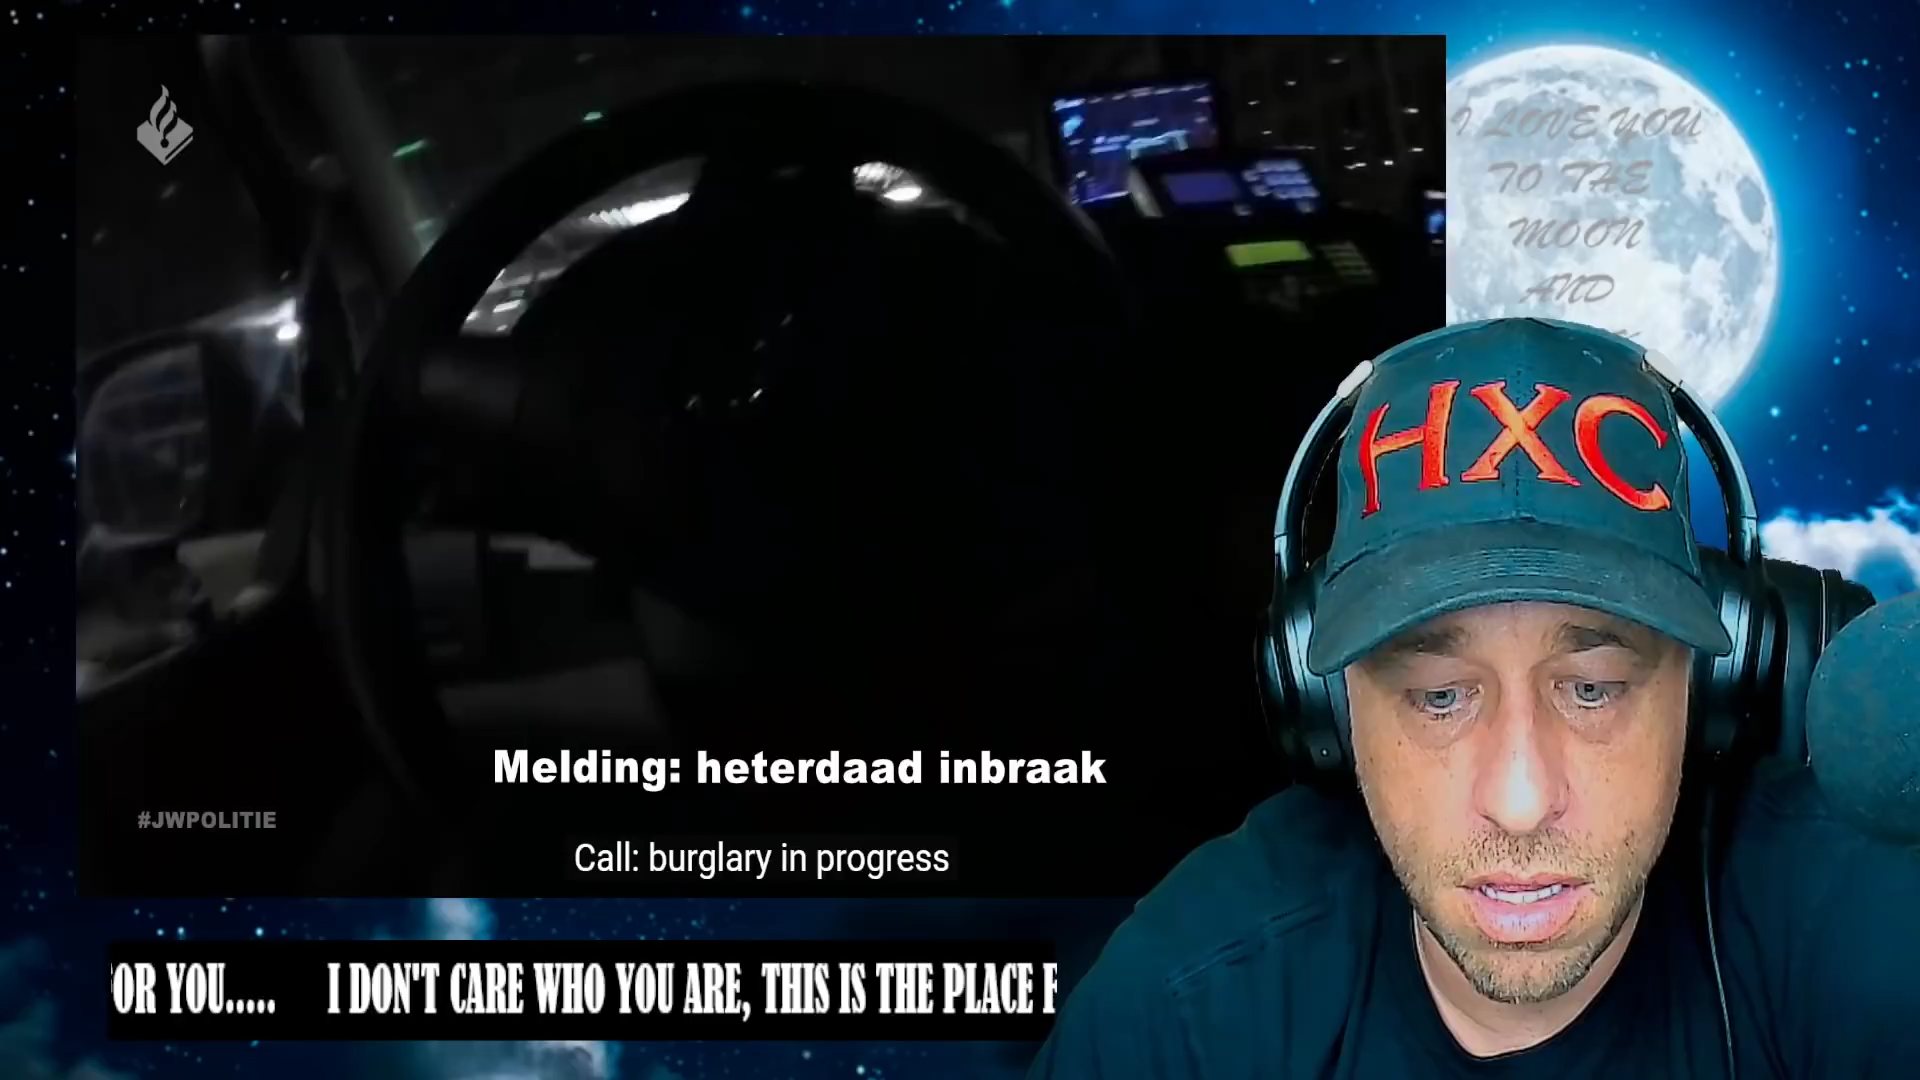 I LOVE YOU
TO THE
MOON
AND
HXC
Melding: heterdaad inbraak
#JWPOLITIE
Call: burglary in progress
OR YOU..... I DON'T CARE WHO YOU ARE, THIS IS THE PLACE F